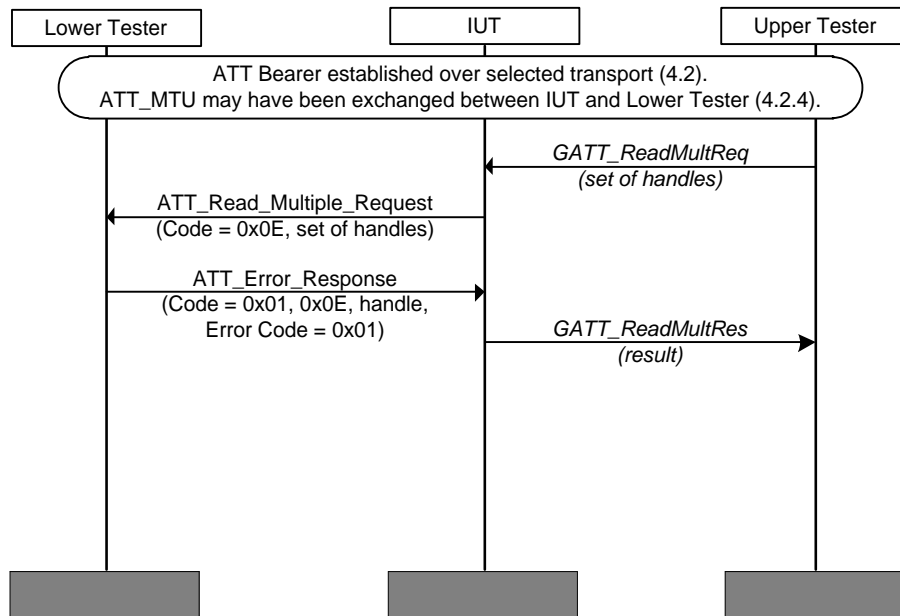 Lower Tester
IUT
Upper Tester
ATT Bearer established over selected transport (4.2).
ATT_MTU may have been exchanged between IUT and Lower Tester (4.2.4).
GATT_ReadMultReq
(set of handles)
ATT_Read_Multiple_Request
(Code = 0x0E, set of handles)
ATT_Error_Response
(Code = 0x01, 0x0E, handle,
Error Code = 0x01)
GATT_ReadMultRes
(result)